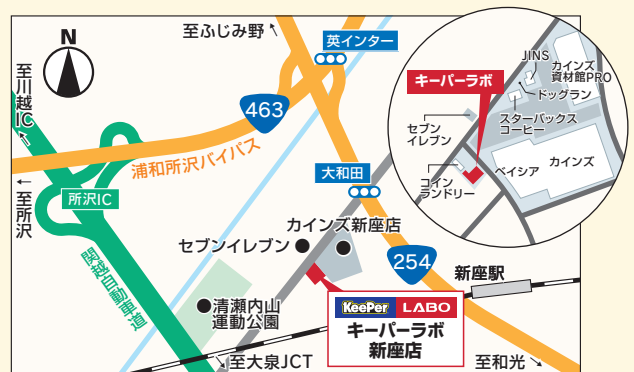 至ふじみ野
英インター
N
至川越IC
463
浦和所沢バイパス
至所沢
所沢IC
関越自動車道
大和田
カインズ新座店
セブンイレブン
254
新座駅
清瀬内山
運動公園
KeePer LABO
キーパーラボ
新座店
至大泉JCT
至和光
JINS
カインズ
資材館PRO
ドッグラン
キーパーラボ
スターバックス
コーヒー
セブン
イレブン
カインズ
ベイシア
コイン
ランドリー